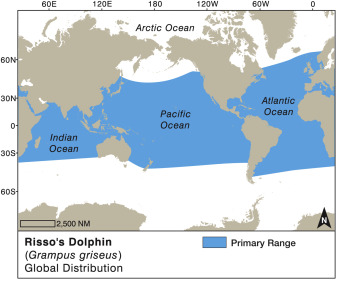 60E 120E 180 120W 60W 0
Arctic Ocean
60N
30N
0
30S
60S
Pacific
Ocean
Atlantic
Ocean
Indian
Ocean
2,500 NM
N
Risso's Dolphin
(Grampus griseus)
Global Distribution
Primary Range